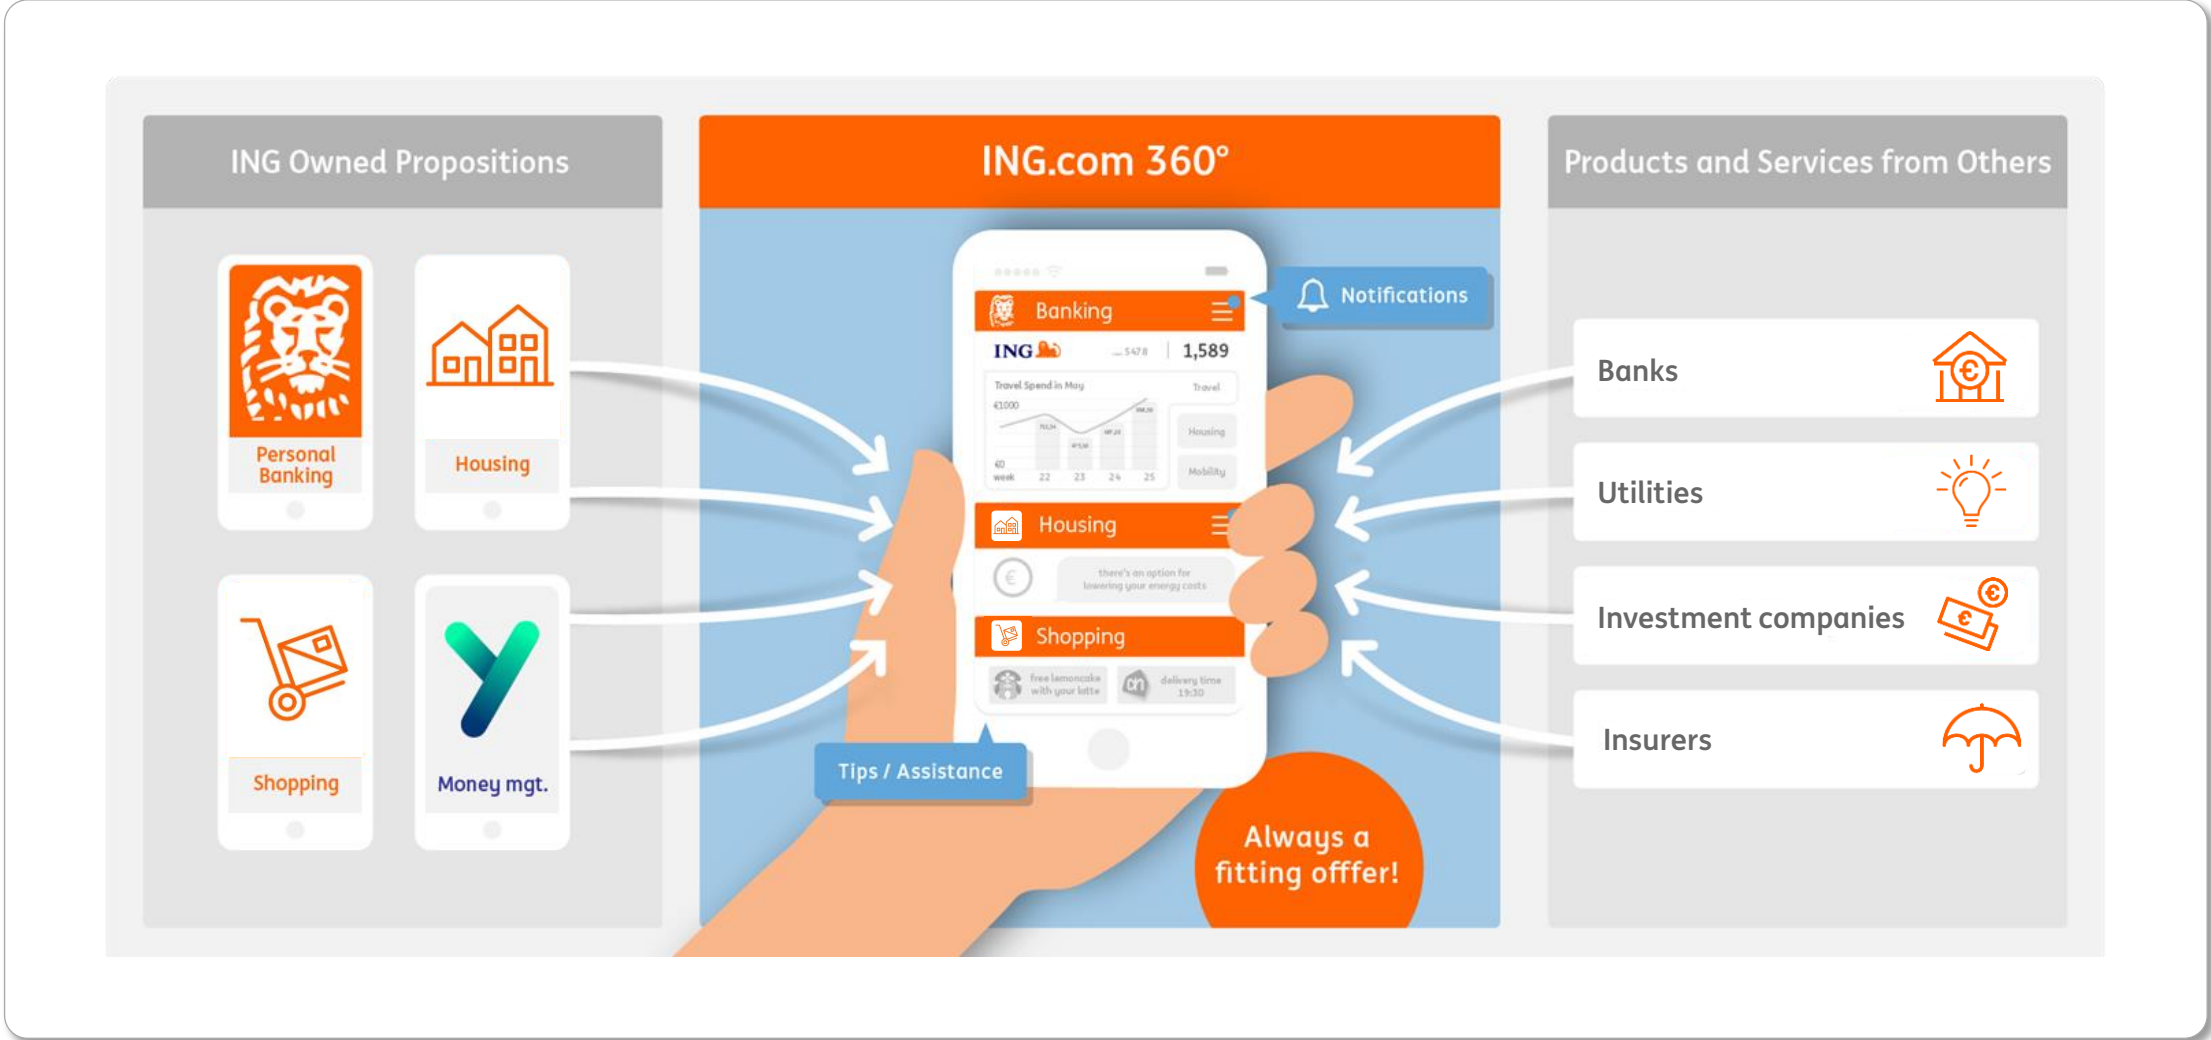 ING Owned Propositions
Personal
Banking
Housing
Shopping
Money mgt.
ING.com 360°
Notifications
Banking
ING
5478
1,589
Travel Spend in May
Travel
€1000
Housing
Mobility
€0
week 22 23 24 25
Housing
€
there's an option for
lowering your energy costs
Shopping
free lemoncake
with your latte
delivery time
19:30
Tips / Assistance
Always a
fitting offfer!
Products and Services from Others
Banks
€
Utilities
Investment companies
€
€
Insurers